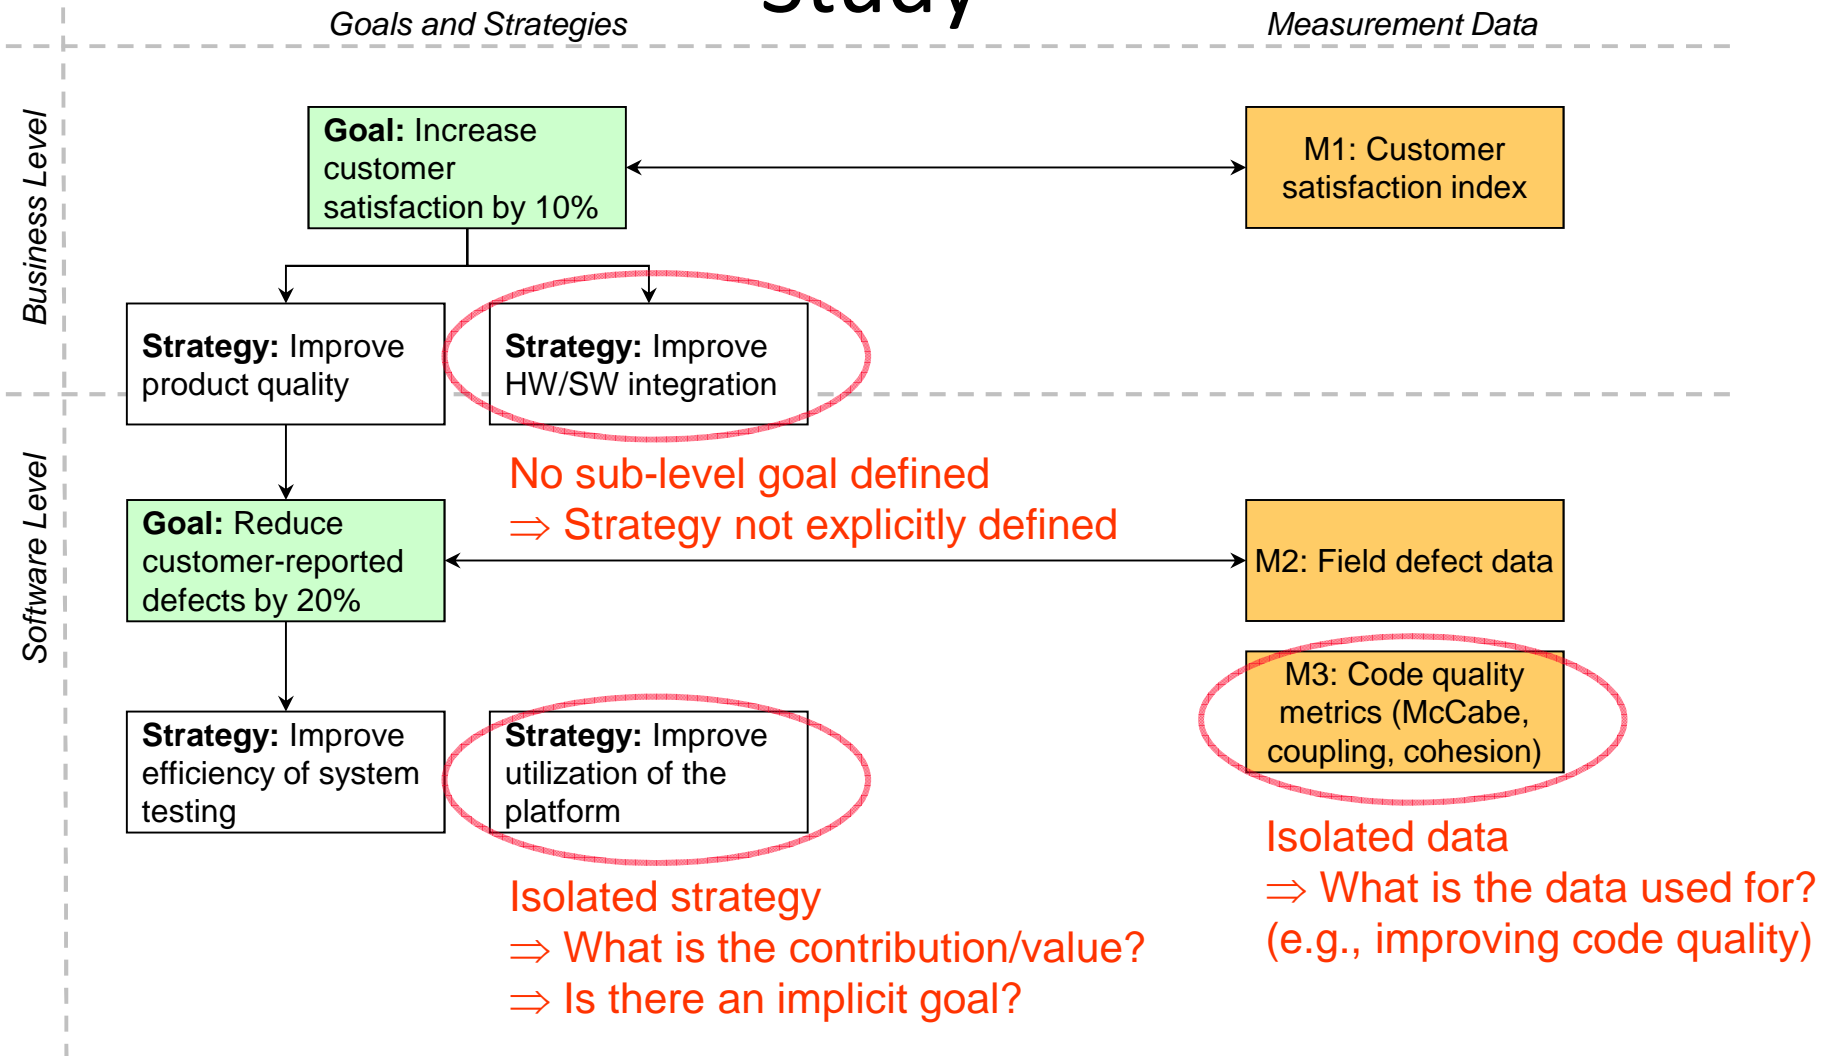 Study
Goals and Strategies
Measurement Data
Business Level
Goal: Increase
customer
satisfaction by 10%
M1: Customer
satisfaction index
Strategy: Improve
product quality
Strategy: Improve
HW/SW integration
Software Level
No sub-level goal defined
⇒ Strategy not explicitly defined
Goal: Reduce
customer-reported
defects by 20%
M2: Field defect data
M3: Code quality
metrics (McCabe,
coupling, cohesion)
Strategy: Improve
efficiency of system
testing
Strategy: Improve
utilization of the
platform
Isolated data
⇒ What is the data used for?
(e.g., improving code quality)
Isolated strategy
⇒ What is the contribution/value?
⇒ Is there an implicit goal?